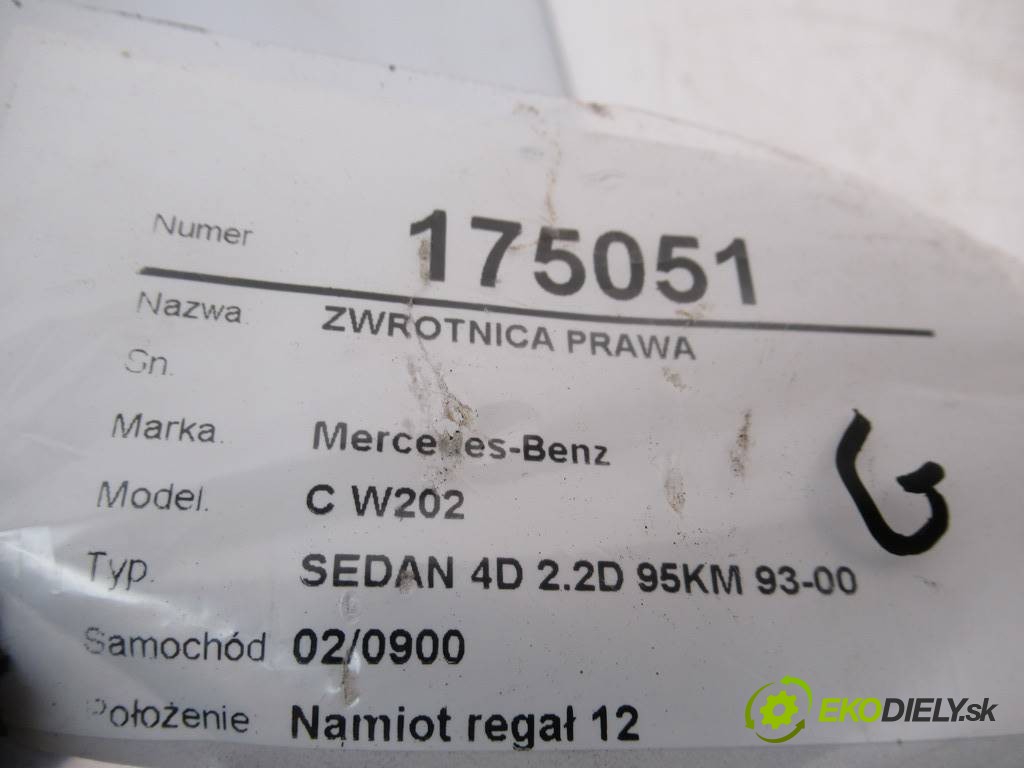 Numer 175051
Nazwa. ZWROTNICA PRAWA
Sn.
Marka. Mercedes-Benz
Model. C W202
Typ. SEDAN 4D 2.2D 95KM 93-00
Samochód 02/0900
Położenie. Namiot regał 12
G
EKODIELY.sk